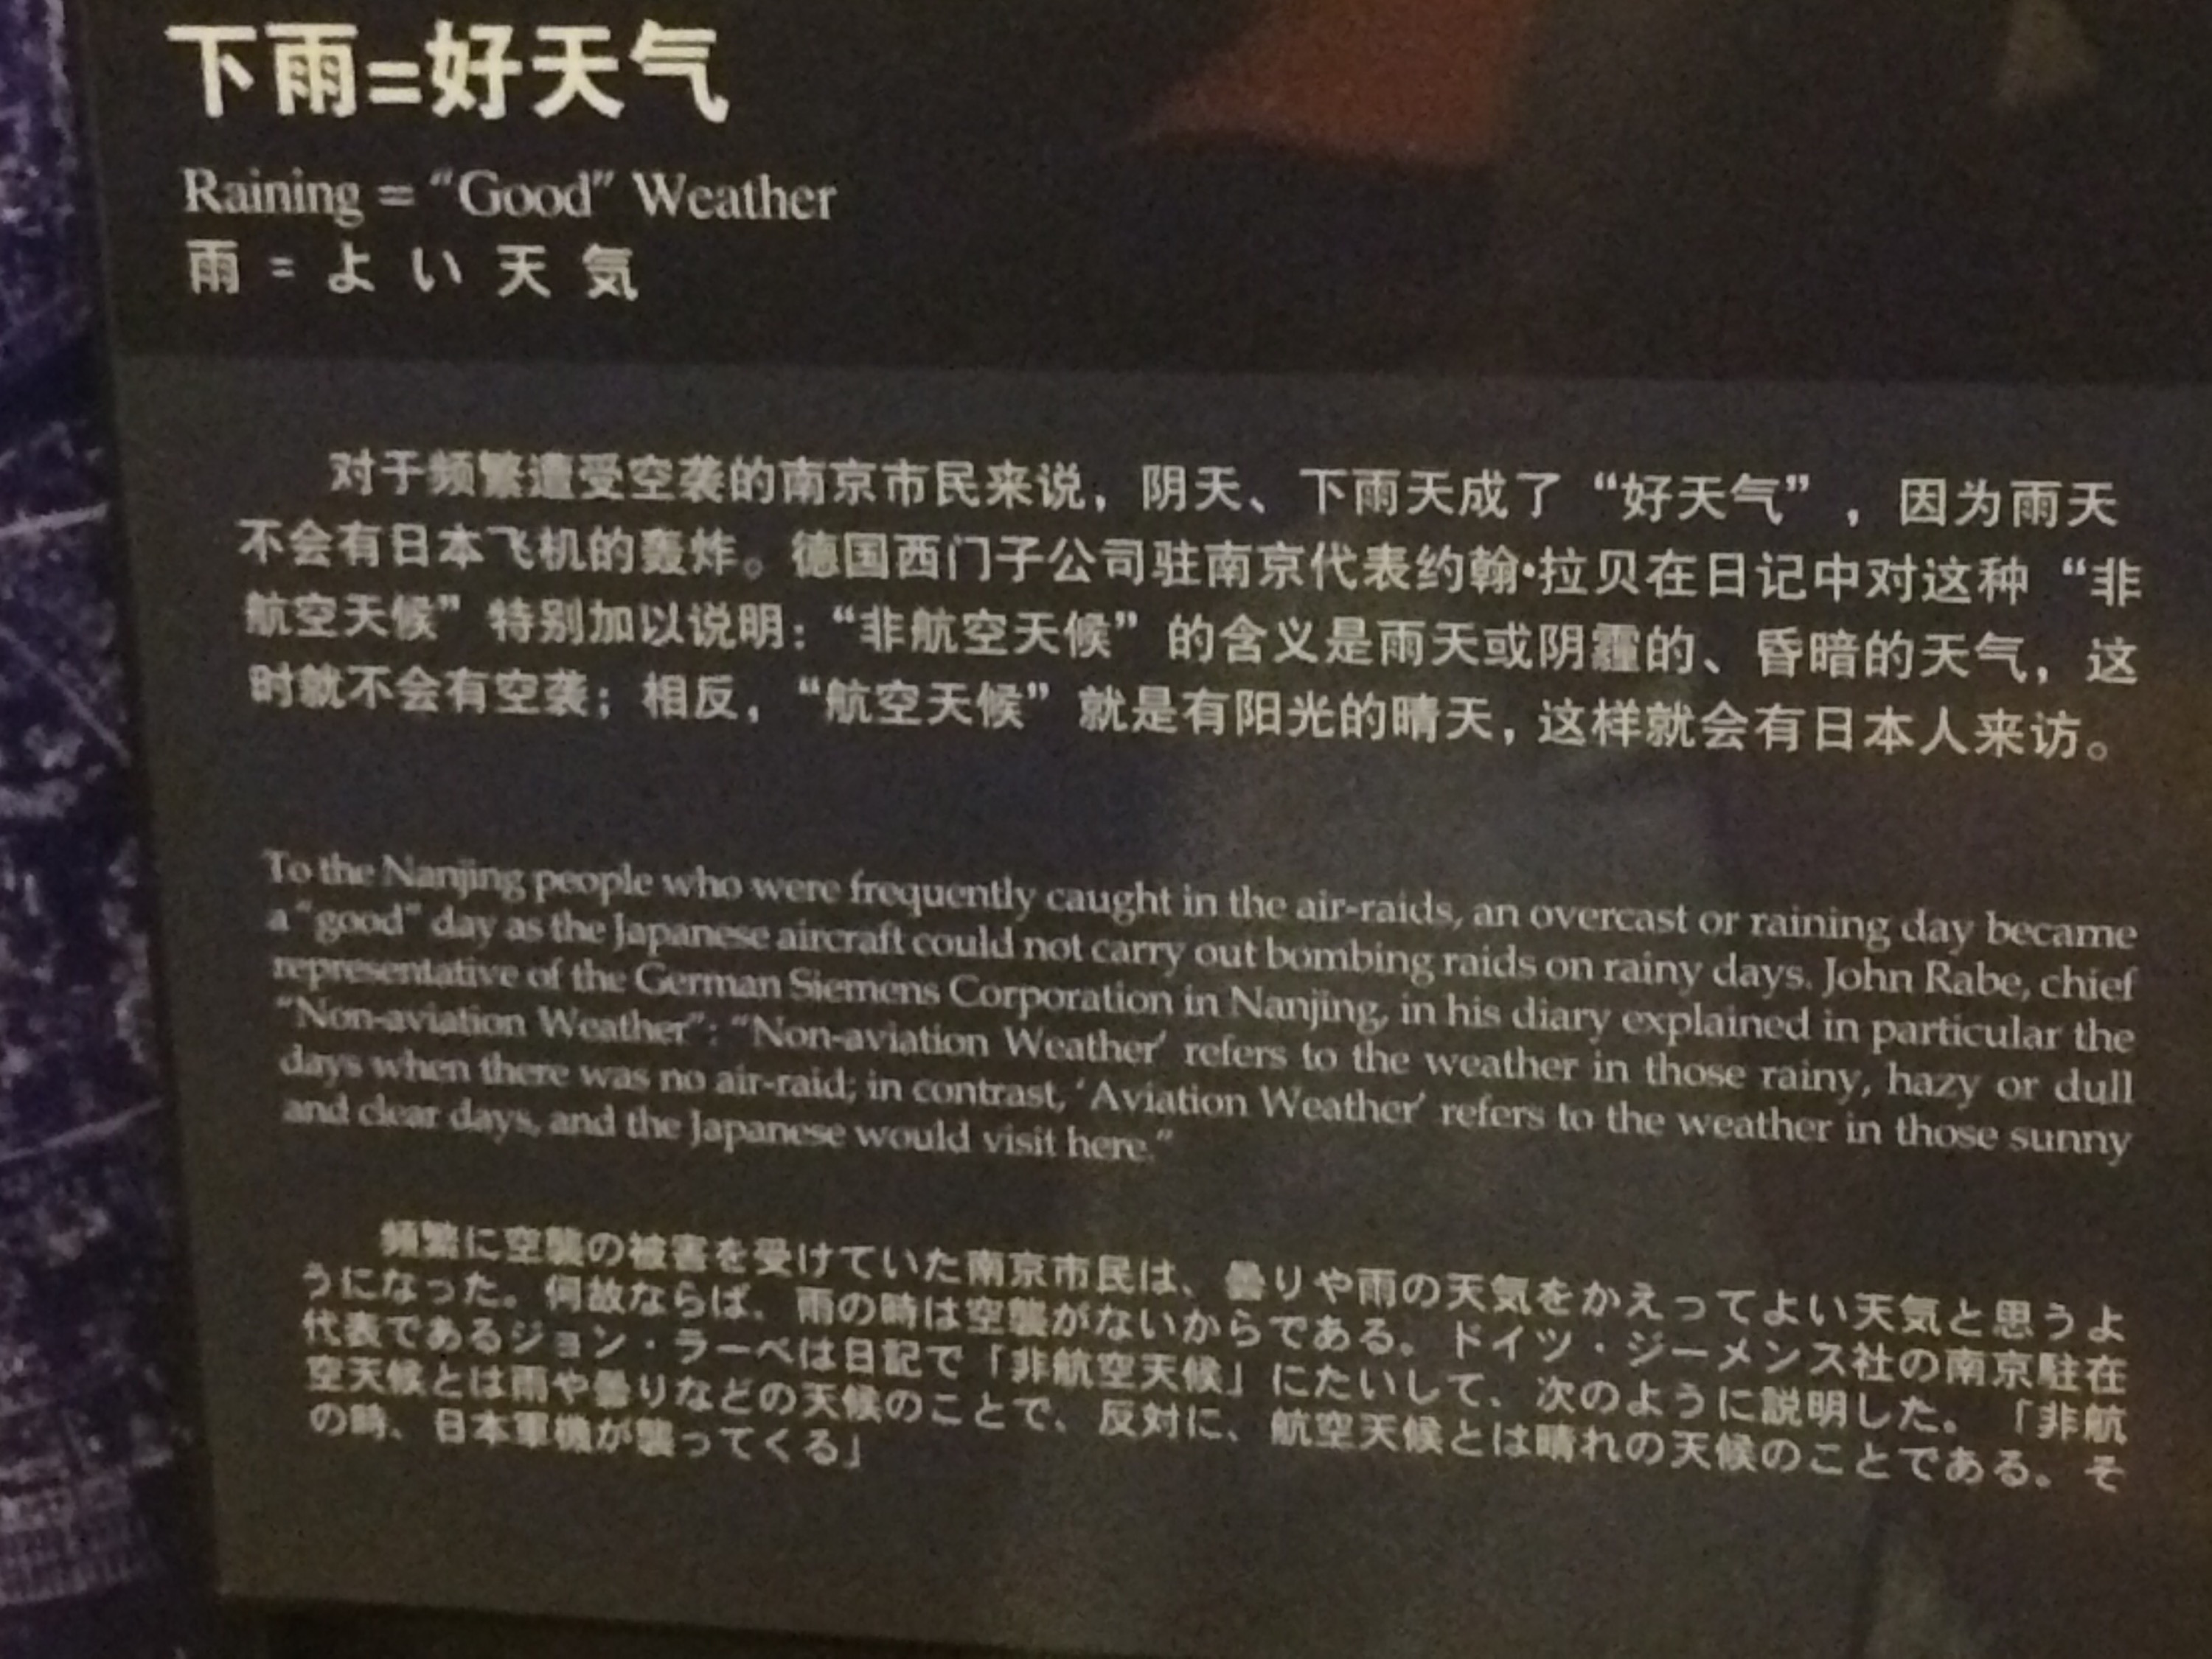 下雨=好天气
Raining = "Good" Weather
雨 = よ い 天 気
对于频繁遭受空袭的南京市民来说，阴天、下雨天成了“好天气”，因为雨天
不会有日本飞机的轰炸。德国西门子公司驻南京代表约翰•拉贝在日记中对这种“非
航空天候”特别加以说明：“非航空天候”的含义是雨天或阴霾的、昏暗的天气，这
时就不会有空袭；相反，“航空天候”就是有阳光的晴天，这样就会有日本人来访。
To the Nanjing people who were frequently caught in the air-raids, an overcast or raining day became
a "good" day as the Japanese aircraft could not carry out bombing raids on rainy days. John Rabe, chief
representative of the German Siemens Corporation in Nanjing, in his diary explained in particular the
"Non-aviation Weather": "Non-aviation Weather' refers to the weather in those rainy, hazy or dull
days when there was no air-raid; in contrast, 'Aviation Weather' refers to the weather in those sunny
and clear days, and the Japanese would visit here."
頻繁に空襲の被害を受けていた南京市民は、曇りや雨の天気をかえってよい天気と思うよ
うになった。何故ならば、雨の時は空襲がないからである。ドイツ・ジーメンス社の南京駐在
代表であるジョン・ラーベは日記で「非航空天候」にたいして、次のように説明した。「非航
空天候とは雨や曇りなどの天候のことで、反対に、航空天候とは晴れの天候のことである。そ
の時、日本軍機が襲ってくる」